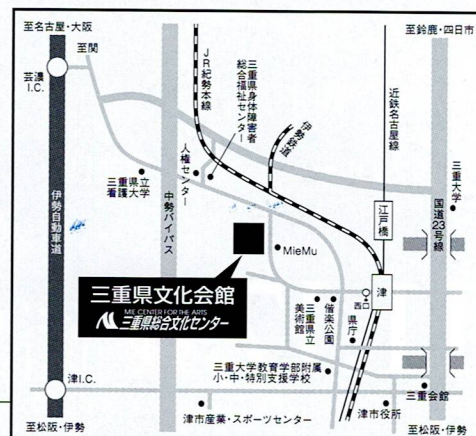 至名古屋・大阪
至鈴鹿・四日市
至関
芸濃
I.C.
JR紀勢本線
三重県身体障害者
総合福祉センター
伊勢鉄道
近鉄名古屋線
人権センター
三重県立
看護大学
三重大学
江戸橋
国道23号線
伊勢自動車道
中勢バイパス
MieMu
三重県文化会館
MIE CENTER FOR THE ARTS
三重県総合文化センター
津
西口
三重県立
美術館
偕楽公園
県庁
三重大学教育学部附属
小・中・特別支援学校
津I.C.
三重会館
津市産業・スポーツセンター
津市役所
至松阪・伊勢
至松阪・伊勢